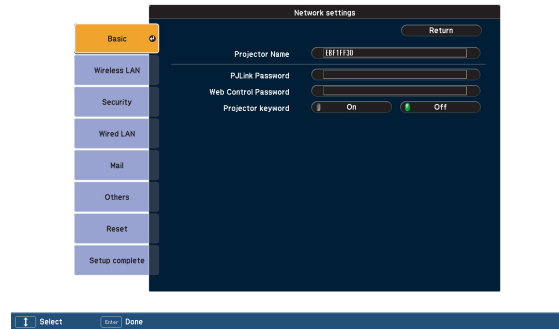 Network settings
Return
Basic
Projector Name EBF1FF3D
Wireless LAN
PJLink Password
Web Control Password
Security
Projector keyword On Off
Wired LAN
Mail
Others
Reset
Setup complete
Select Enter Done